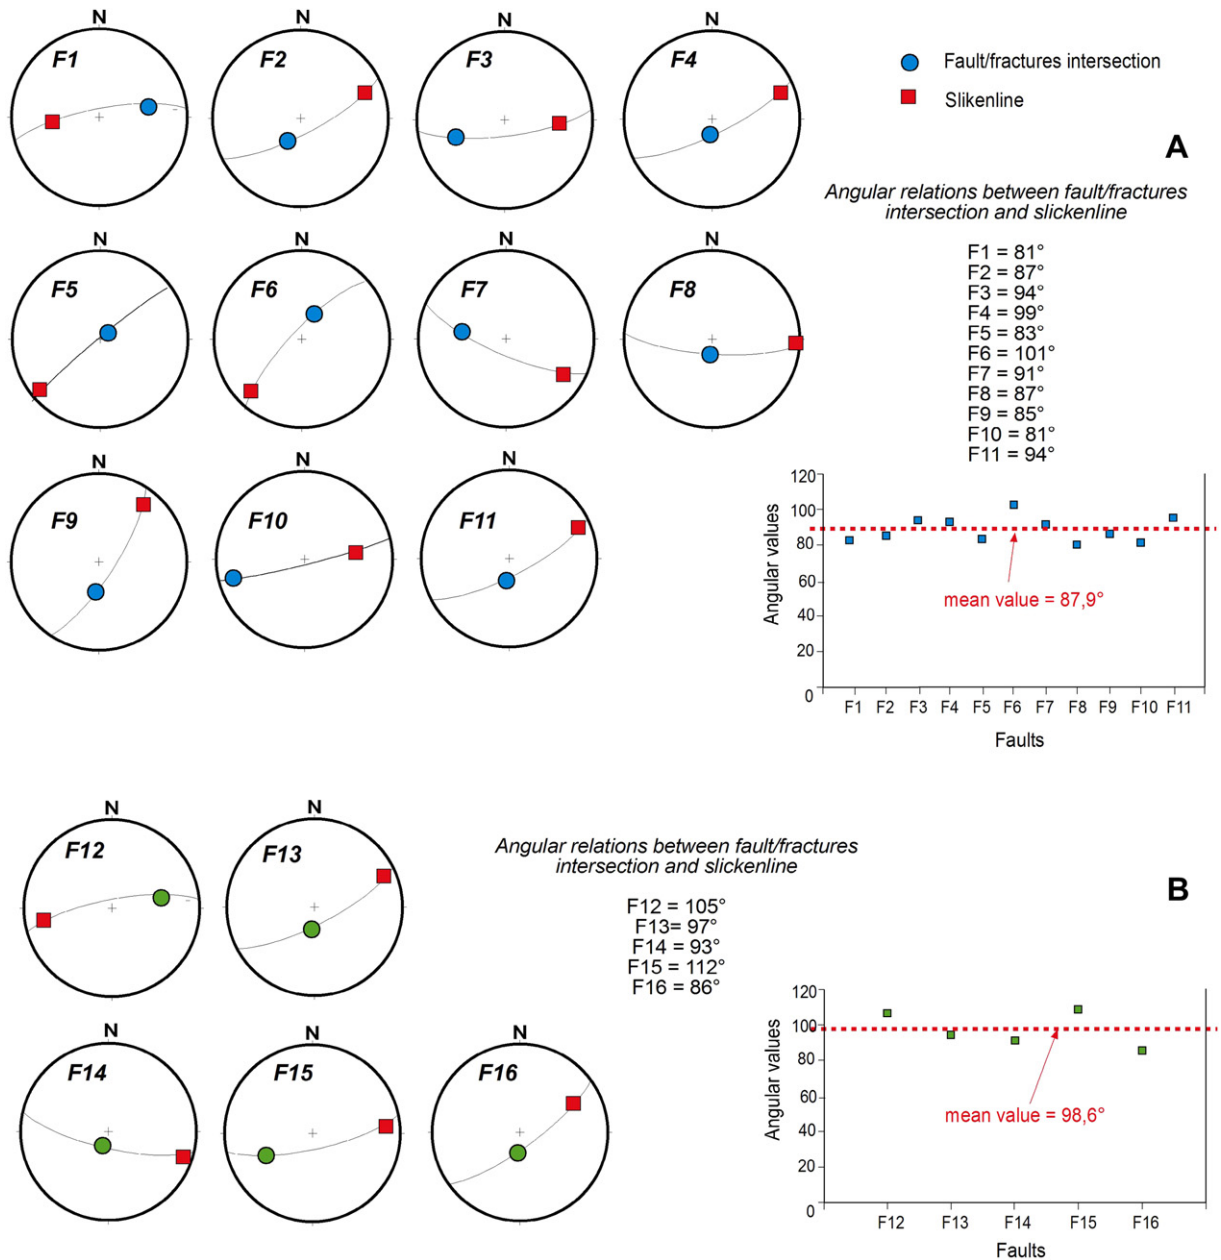 N
N
N
N
F1
F2
F3
F4
Fault/fractures intersection
Slikenline
A
Angular relations between fault/fractures
intersection and slickenline
F1 = 81°
F2 = 87°
F3 = 94°
F4 = 99°
F5 = 83°
F6 = 101°
F7 = 91°
F8 = 87°
F9 = 85°
F10 = 81°
F11 = 94°
N
N
N
N
F5
F6
F7
F8
N
N
N
F9
F10
F11
120
100
80
60
40
20
0
Angular values
mean value = 87,9°
F1 F2 F3 F4 F5 F6 F7 F8 F9 F10 F11
Faults
N
N
F12
F13
Angular relations between fault/fractures
intersection and slickenline
F12 = 105°
F13= 97°
F14 = 93°
F15 = 112°
F16 = 86°
B
N
N
N
F14
F15
F16
120
100
80
60
40
20
0
Angular values
mean value = 98,6°
F12 F13 F14 F15 F16
Faults